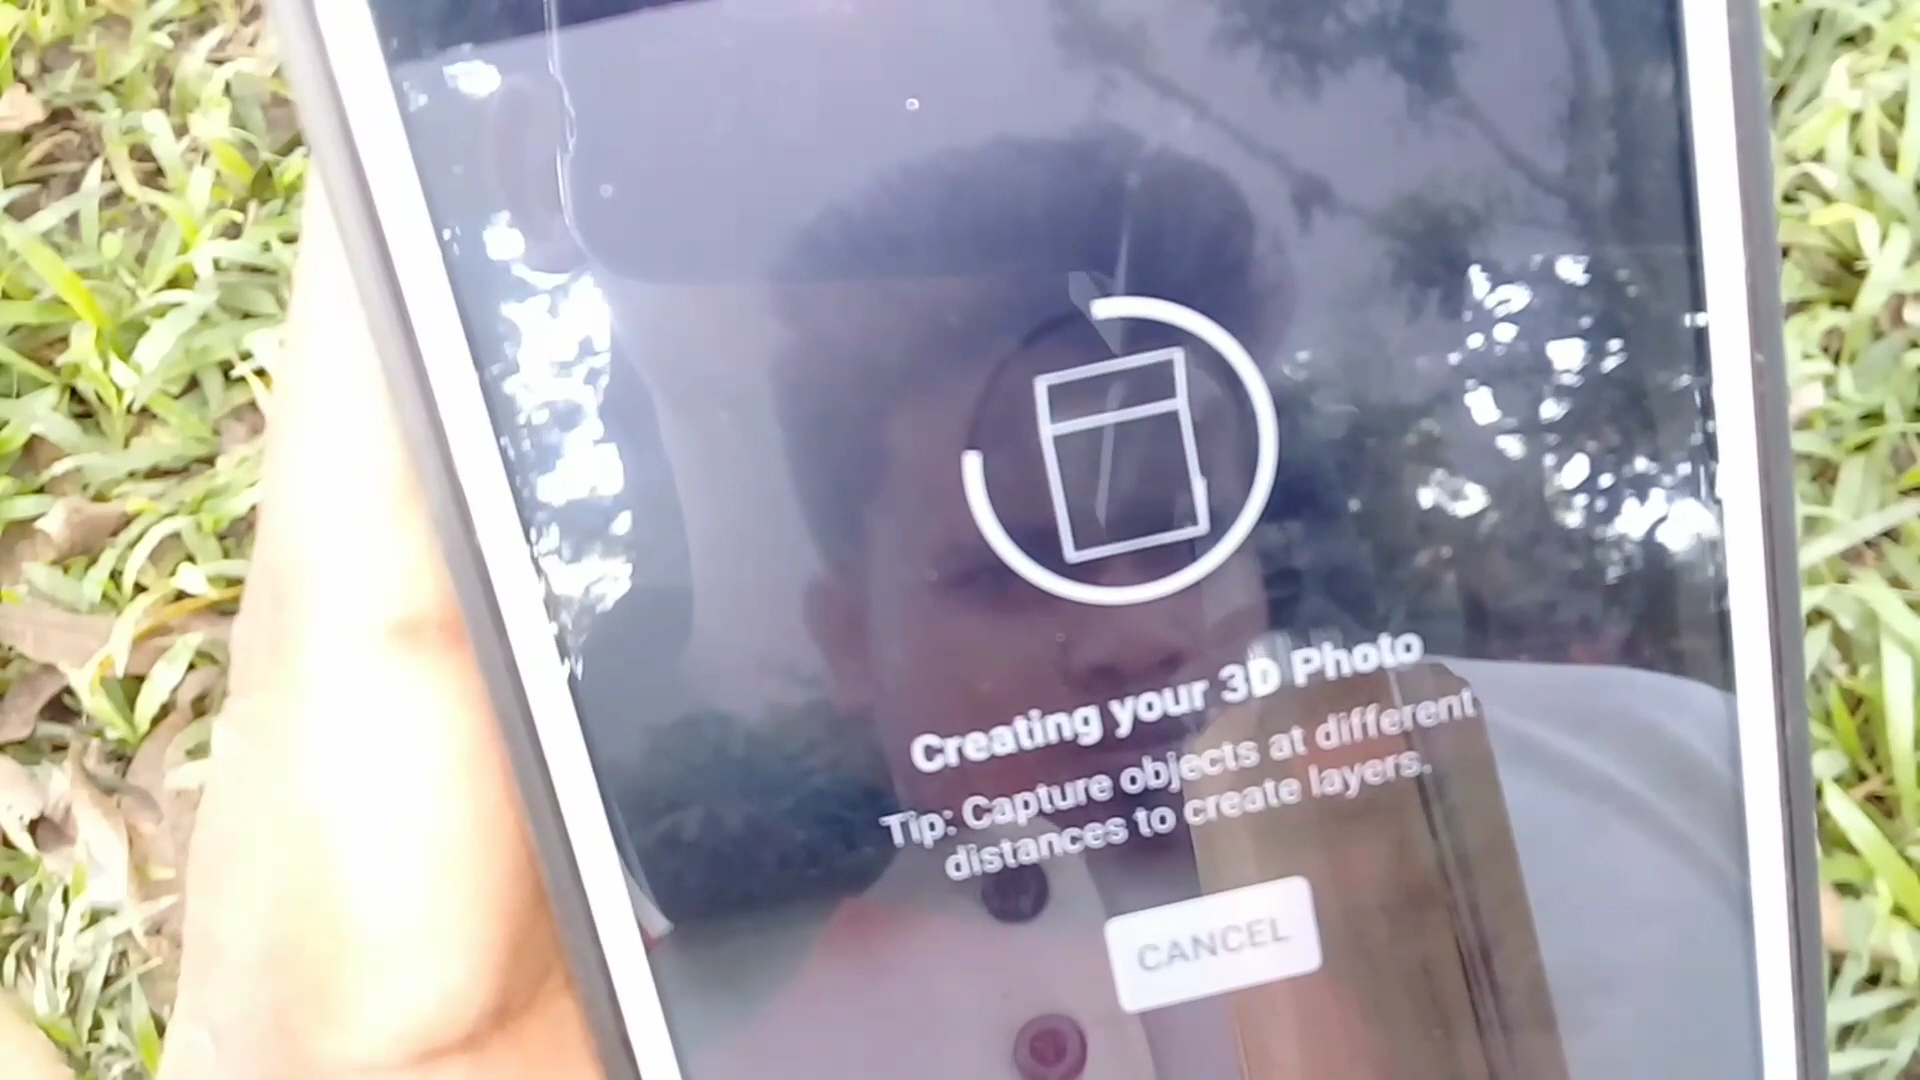 Creating your 3D Photo
Tip: Capture objects at different
distances to create layers.
CANCEL